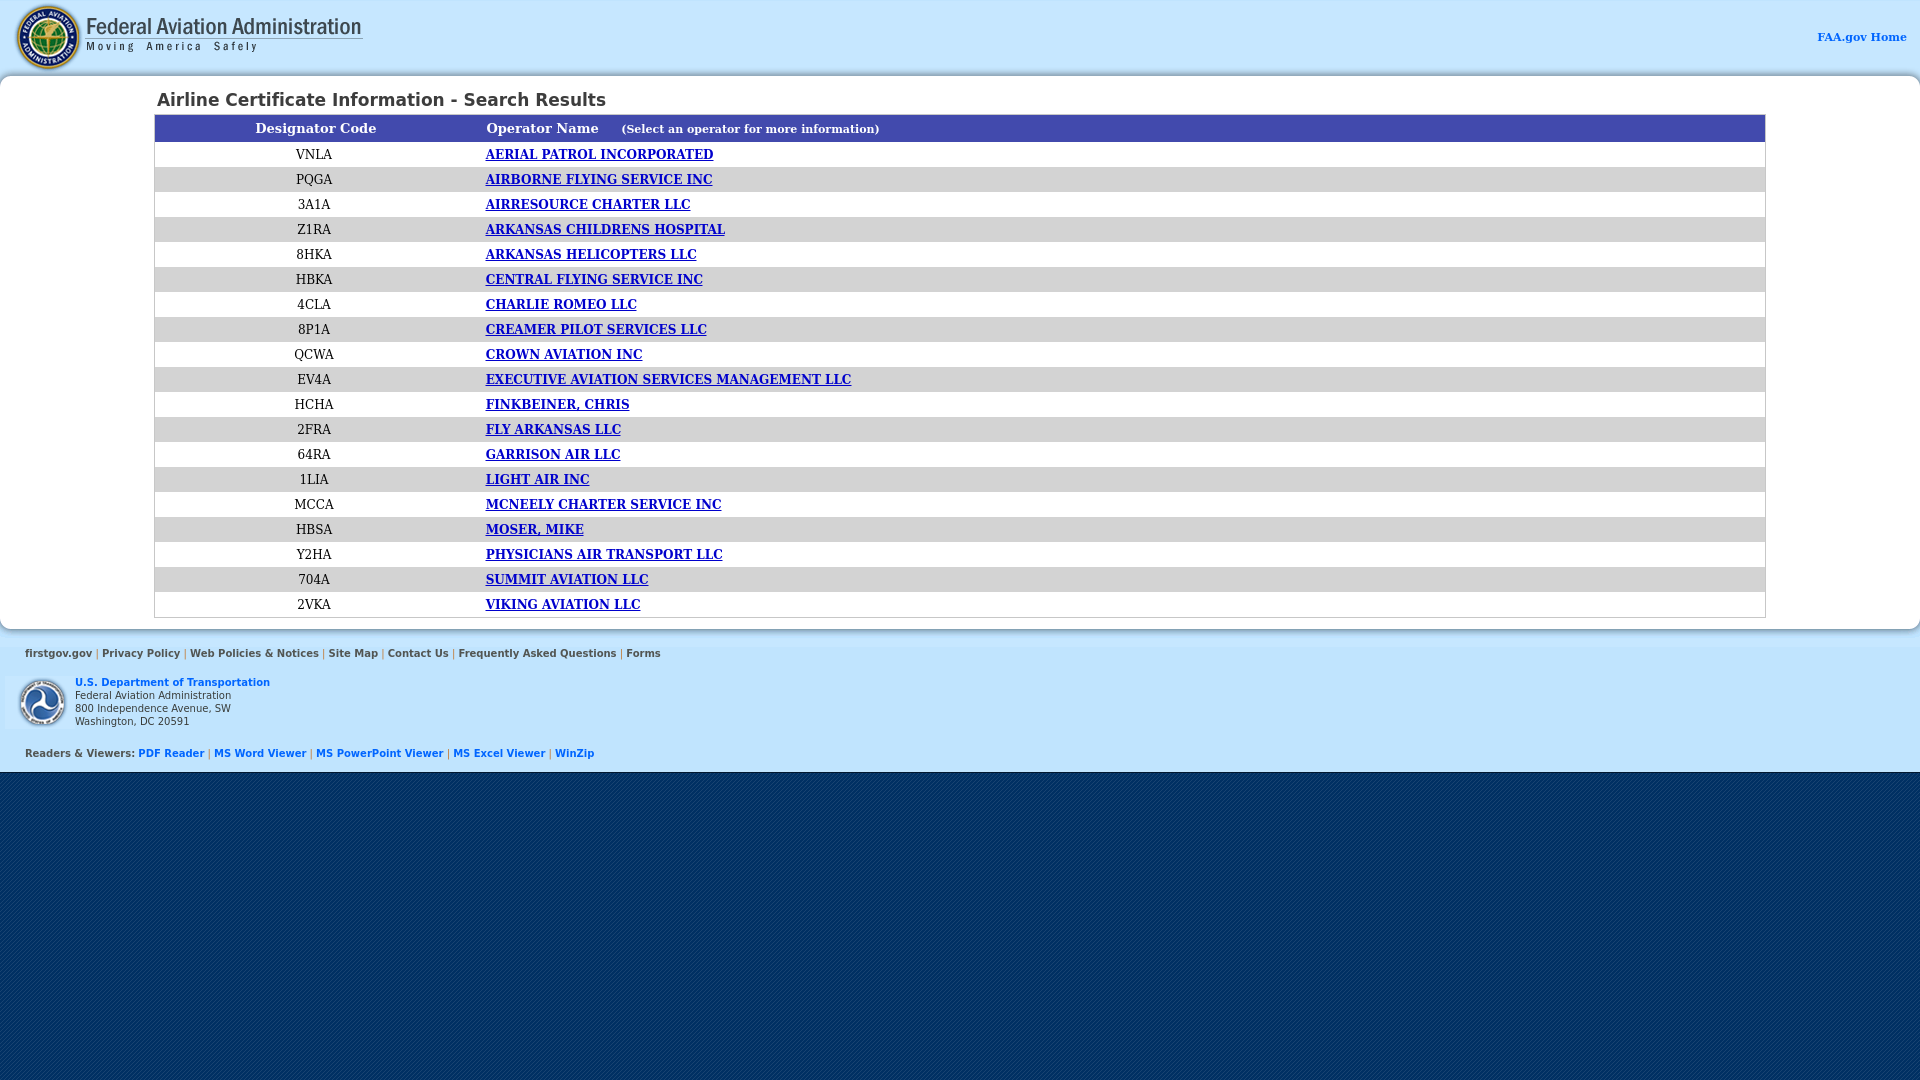 Federal Aviation Administration
Moving America Safely
FAA.gov Home
Airline Certificate Information - Search Results
Designator Code Operator Name (Select an operator for more information)
VNLA AERIAL PATROL INCORPORATED
PQGA AIRBORNE FLYING SERVICE INC
3A1A AIRRESOURCE CHARTER LLC
Z1RA ARKANSAS CHILDRENS HOSPITAL
8HKA ARKANSAS HELICOPTERS LLC
HBKA CENTRAL FLYING SERVICE INC
4CLA CHARLIE ROMEO LLC
8P1A CREAMER PILOT SERVICES LLC
QCWA CROWN AVIATION INC
EV4A EXECUTIVE AVIATION SERVICES MANAGEMENT LLC
HCHA FINKBEINER, CHRIS
2FRA FLY ARKANSAS LLC
64RA GARRISON AIR LLC
1LIA LIGHT AIR INC
MCCA MCNEELY CHARTER SERVICE INC
HBSA MOSER, MIKE
Y2HA PHYSICIANS AIR TRANSPORT LLC
704A SUMMIT AVIATION LLC
2VKA VIKING AVIATION LLC
firstgov.gov | Privacy Policy | Web Policies & Notices | Site Map | Contact Us | Frequently Asked Questions | Forms
U.S. Department of Transportation
Federal Aviation Administration
800 Independence Avenue, SW
Washington, DC 20591
Readers & Viewers: PDF Reader | MS Word Viewer | MS PowerPoint Viewer | MS Excel Viewer | WinZip